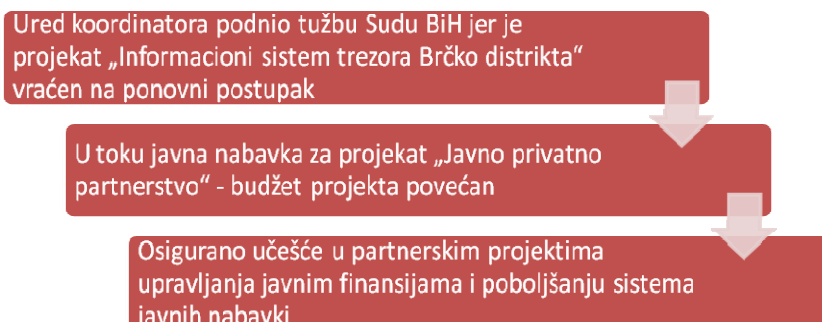 Ured koordinatora podnio tužbu Sudu BiH jer je
projekat „Informacioni sistem trezora Brčko distrikta“
vraćen na ponovni postupak
U toku javna nabavka za projekat „Javno privatno
partnerstvo“ - budžet projekta povećan
Osigurano učešće u partnerskim projektima
upravljanja javnim finansijama i poboljšanju sistema
javnih nabavki